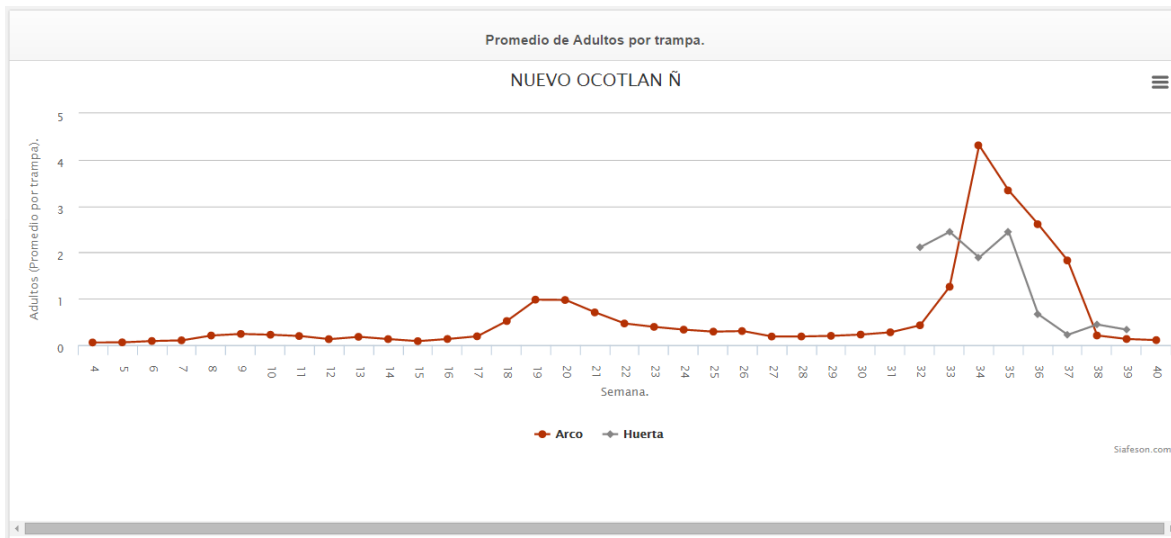 Promedio de Adultos por trampa.
NUEVO OCOTLAN Ñ
Adultos (Promedio por trampa).
5
4
3
2
1
0
4 5 6 7 8 9 10 11 12 13 14 15 16 17 18 19 20 21 22 23 24 25 26 27 28 29 30 31 32 33 34 35 36 37 38 39 40
Semana.
Arco Huerta
Siafeson.com